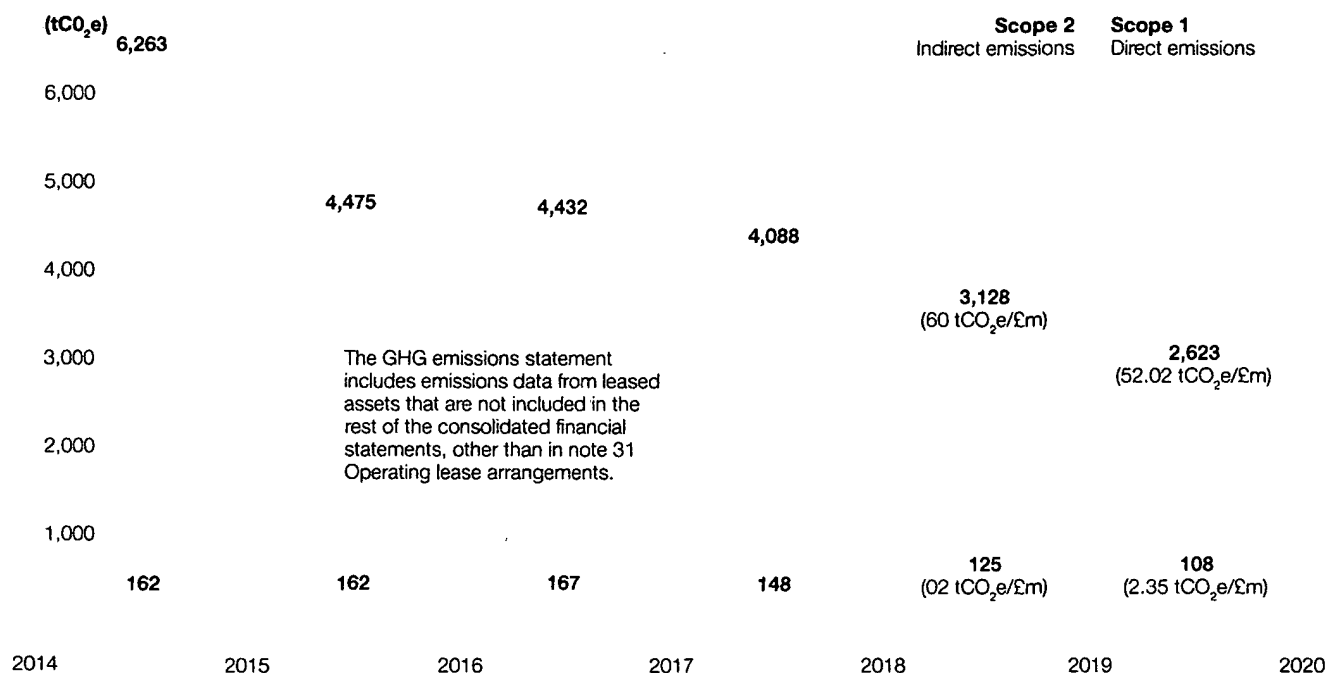 (tC0₂e)
6,263
Scope 2 Scope 1
Indirect emissions Direct emissions
6,000
5,000
4,475 4,432
4,088
4,000
3,128
(60 tCO₂e/£m)
3,000
2,623
(52.02 tCO₂e/£m)
The GHG emissions statement
includes emissions data from leased
assets that are not included in the
rest of the consolidated financial
statements, other than in note 31
Operating lease arrangements.
2,000
1,000
162 162 167 148
125
(02 tCO₂e/£m)
108
(2.35 tCO₂e/£m)
2014 2015 2016 2017 2018 2019 2020